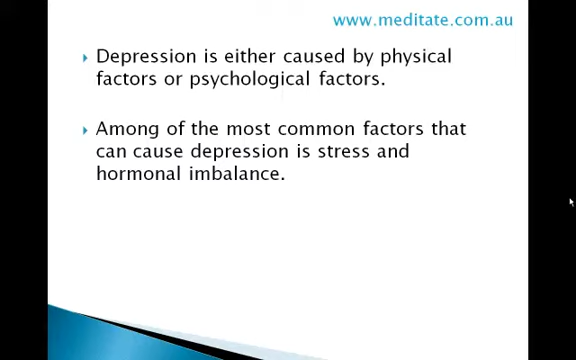 www.meditate.com.au
Depression is either caused by physical
factors or psychological factors.
Among of the most common factors that
can cause depression is stress and
hormonal imbalance.